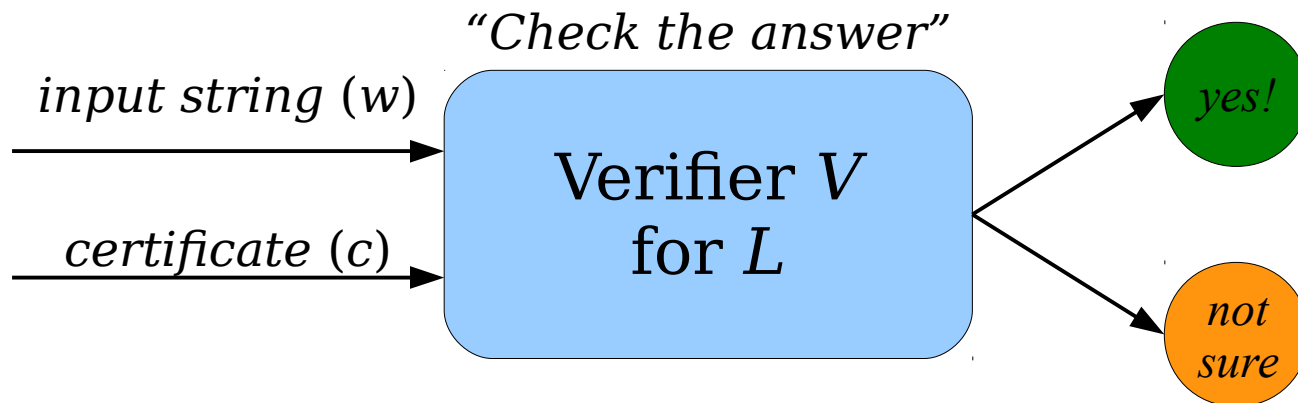 “Check the answer”
input string (w)
certificate (c)
Verifier V
for L
yes!
not
sure